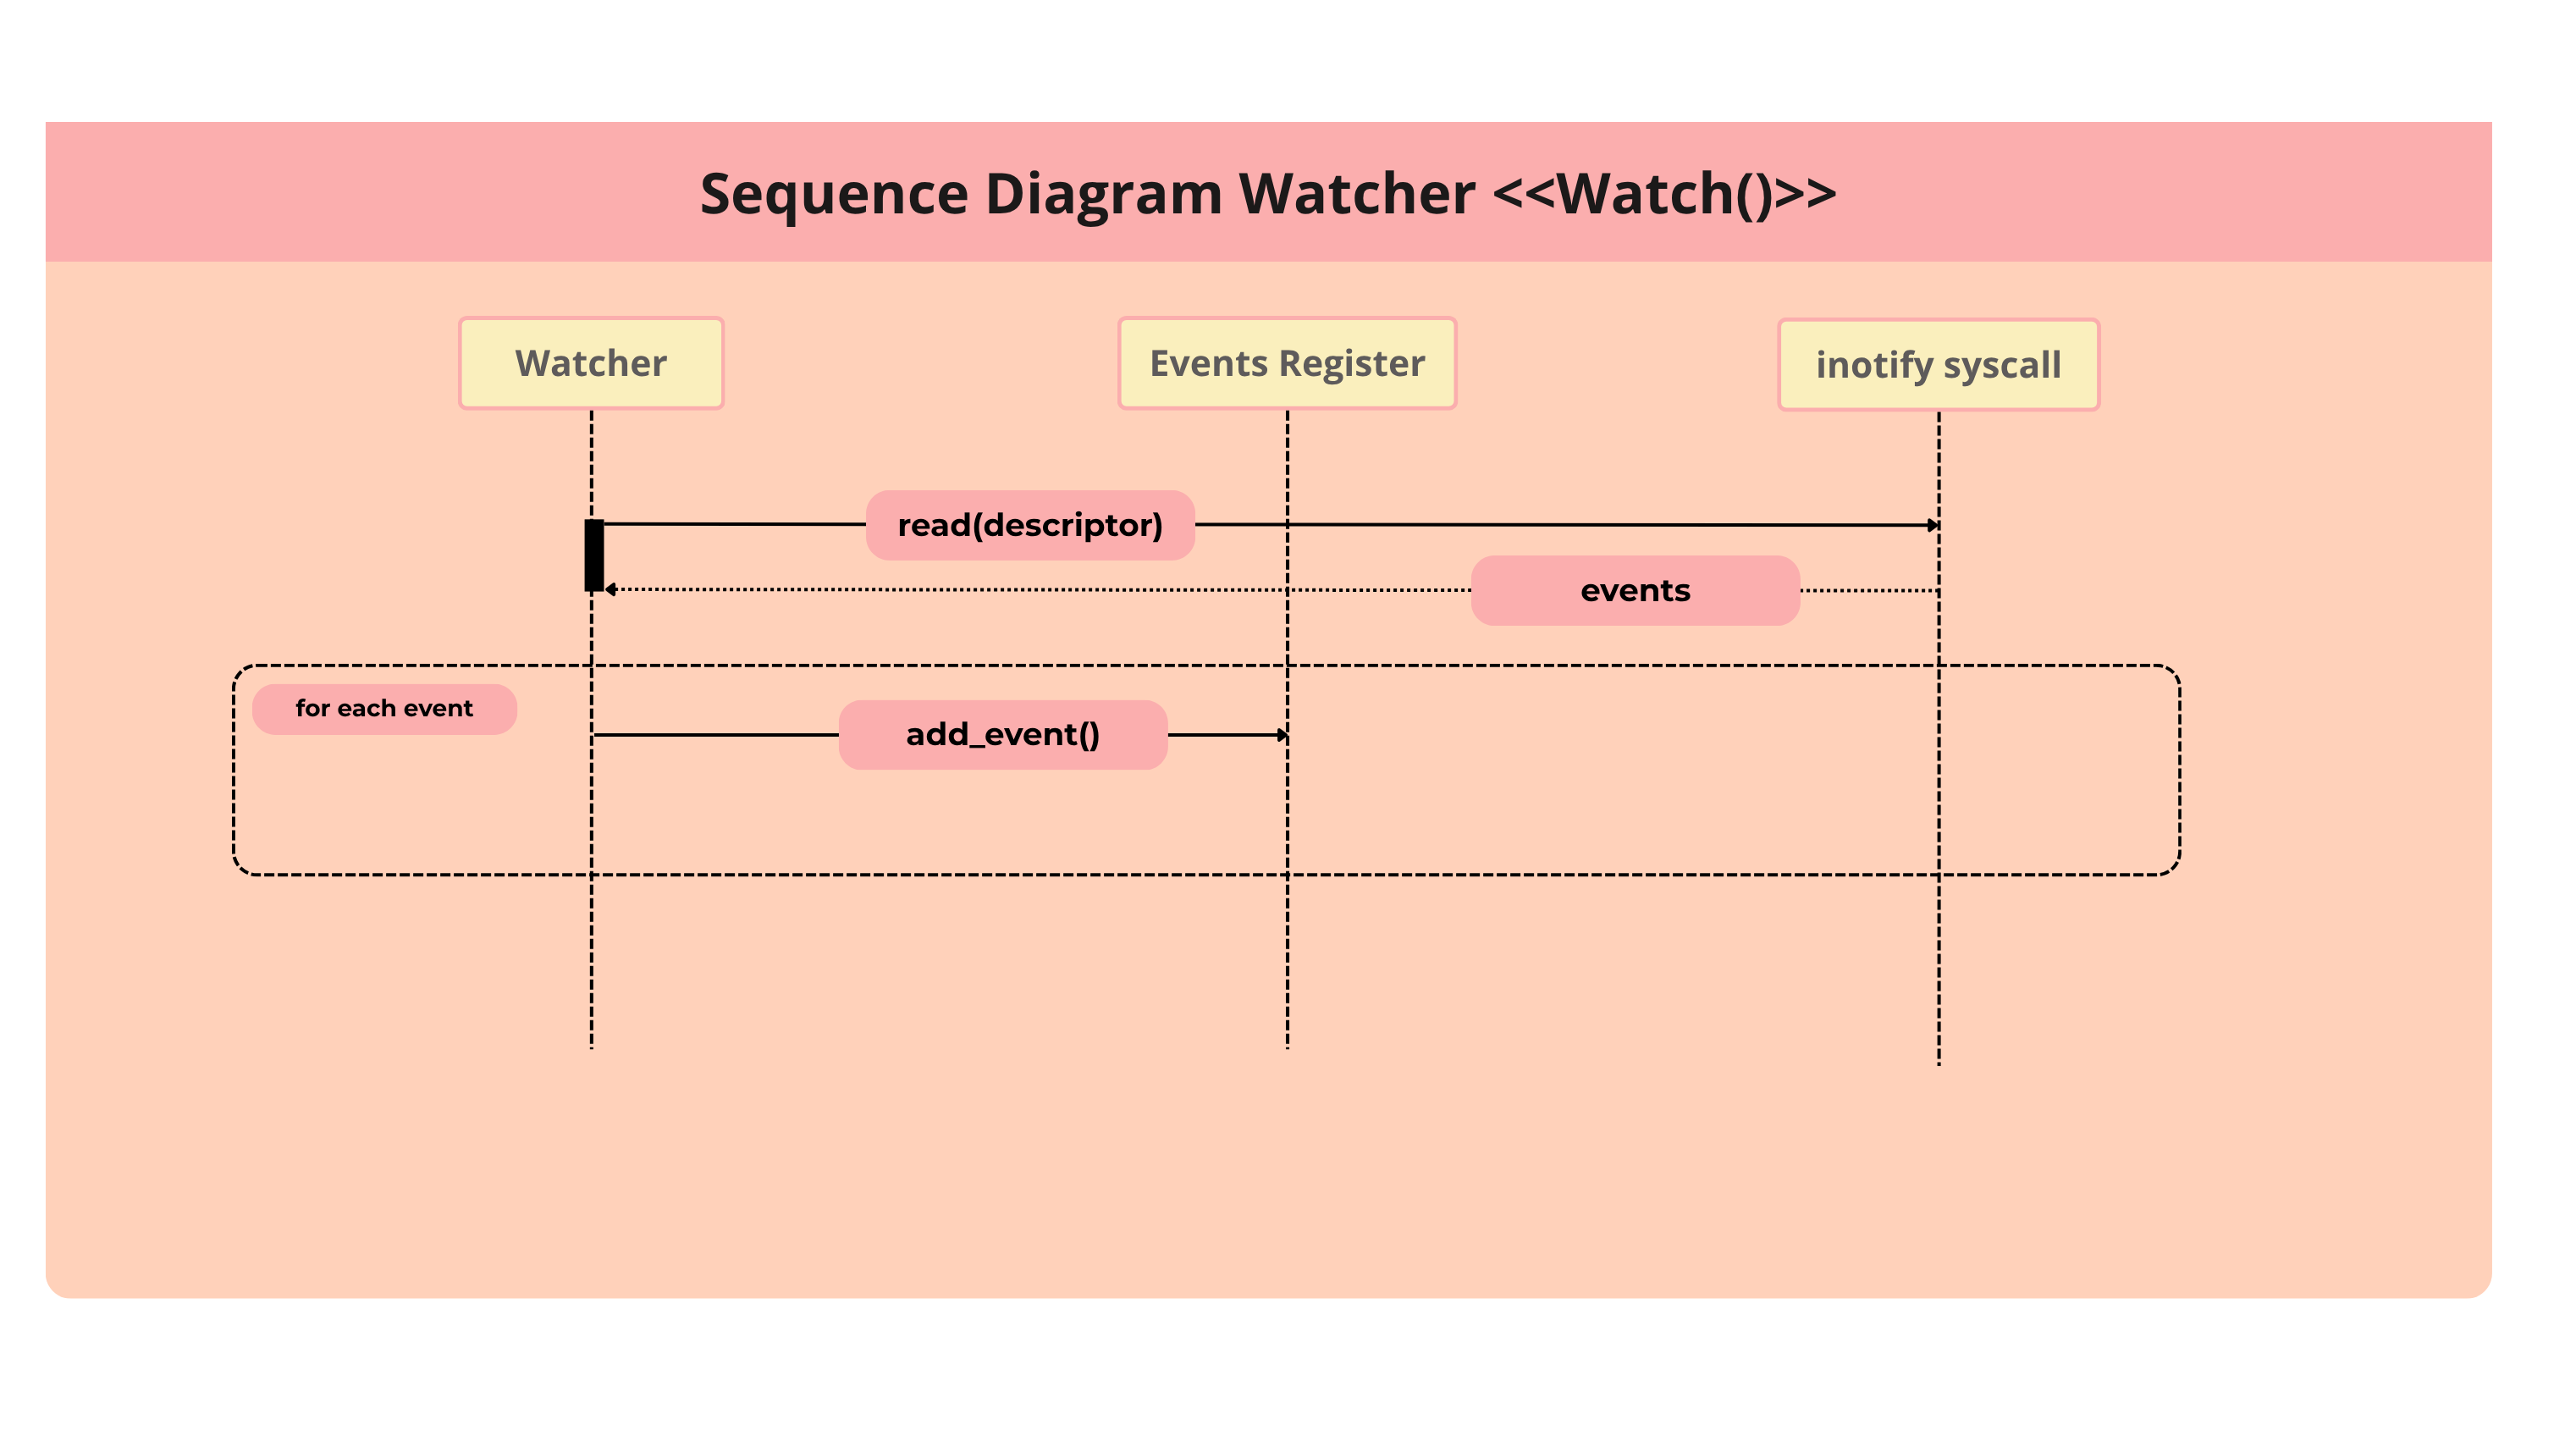 Sequence Diagram Watcher <<Watch()>>
Watcher
Events Register
inotify syscall
read(descriptor)
events
for each event
add_event()